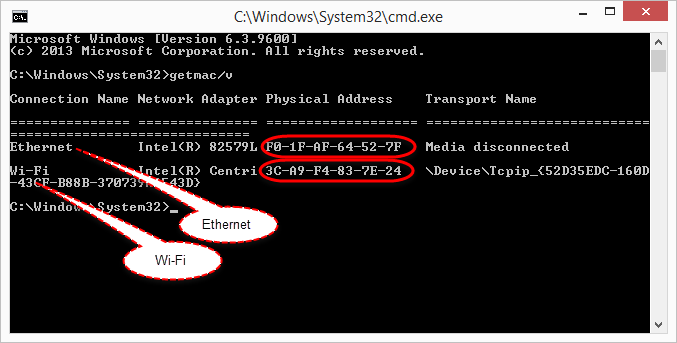 C:\Windows\System32\cmd.exe
Microsoft Windows [Version 6.3.9600]
(c) 2013 Microsoft Corporation. All rights reserved.
C:\Windows\System32>getmac/v
Connection Name Network Adapter Physical Address Transport Name
=============== =============== =================== ============================
==============================
Ethernet Intel(R) 82579L F0-1F-AF-64-52-7F Media disconnected
Wi-Fi Intel(R) Centri 3C-A9-F4-83-7E-24 \Device\Tcpip_{52D35EDC-160D
-43CF-B88B-370739
C:\Windows\System32>_
Ethernet
Wi-Fi